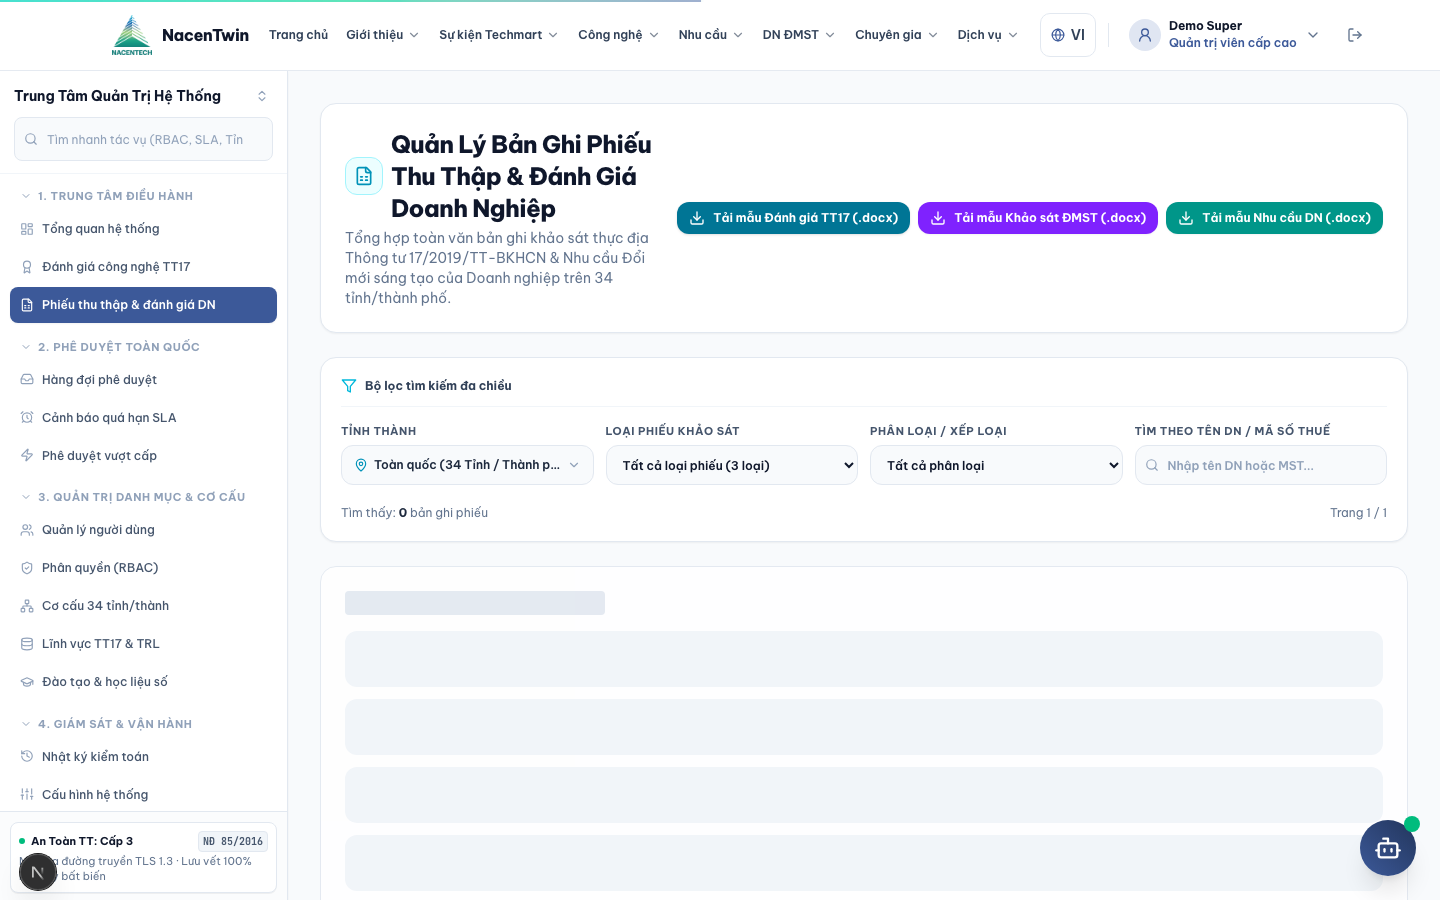 NACENTECH
NacenTwin
Trang chủ
Giới thiệu
Sự kiện Techmart
Công nghệ
Nhu cầu
DN ĐMST
Chuyên gia
Dịch vụ
VI
Demo Super
Quản trị viên cấp cao
Trung Tâm Quản Trị Hệ Thống
Tìm nhanh tác vụ (RBAC, SLA, Tỉn
1. TRUNG TÂM ĐIỀU HÀNH
Tổng quan hệ thống
Đánh giá công nghệ TT17
Phiếu thu thập & đánh giá DN
2. PHÊ DUYỆT TOÀN QUỐC
Hàng đợi phê duyệt
Cảnh báo quá hạn SLA
Phê duyệt vượt cấp
3. QUẢN TRỊ DANH MỤC & CƠ CẤU
Quản lý người dùng
Phân quyền (RBAC)
Cơ cấu 34 tỉnh/thành
Lĩnh vực TT17 & TRL
Đào tạo & học liệu số
4. GIÁM SÁT & VẬN HÀNH
Nhật ký kiểm toán
Cấu hình hệ thống
An Toàn TT: Cấp 3
NĐ 85/2016
đường truyền TLS 1.3 · Lưu vết 100%
bất biến
N
Quản Lý Bản Ghi Phiếu
Thu Thập & Đánh Giá
Doanh Nghiệp
Tổng hợp toàn văn bản ghi khảo sát thực địa
Thông tư 17/2019/TT-BKHCN & Nhu cầu Đổi
mới sáng tạo của Doanh nghiệp trên 34
tỉnh/thành phố.
Tải mẫu Đánh giá TT17 (.docx)
Tải mẫu Khảo sát ĐMST (.docx)
Tải mẫu Nhu cầu DN (.docx)
Bộ lọc tìm kiếm đa chiều
TỈNH THÀNH
LOẠI PHIẾU KHẢO SÁT
PHÂN LOẠI / XẾP LOẠI
TÌM THEO TÊN DN / MÃ SỐ THUẾ
Toàn quốc (34 Tỉnh / Thành p...
Tất cả loại phiếu (3 loại)
Tất cả phân loại
Nhập tên DN hoặc MST...
Tìm thấy: 0 bản ghi phiếu
Trang 1 / 1